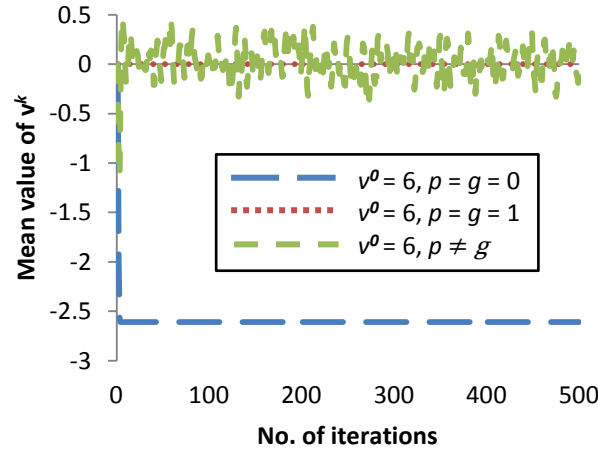 0.5
0
-0.5
-1
-1.5
-2
-2.5
-3
Mean value of v^k
v^0 = 6, p = g = 0
v^0 = 6, p = g = 1
v^0 = 6, p ≠ g
0 100 200 300 400 500
No. of iterations